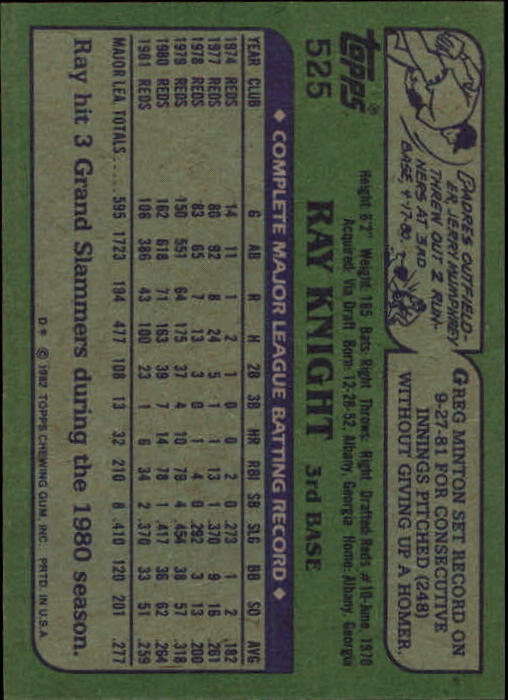 PADRES OUTFIELD-
ER JERRY MUMPHREY
THREW OUT 2 RUN-
NERS AT 3RD
BASE, 4-17-80
GREG MINTON SET RECORD ON
9-27-81 FOR CONSECUTIVE
INNINGS PITCHED (248)
WITHOUT GIVING UP A HOMER.
TOPPS®
525
Height: 6'2" Weight: 185 Bats: Right Throws: Right Drafted: Reds #10-June, 1970
Acquired: Via Draft Born: 12-28-52, Albany, Georgia Home: Albany, Georgia
RAY KNIGHT 3rd BASE
◆ COMPLETE MAJOR LEAGUE BATTING RECORD ◆
YEAR CLUB G AB R H 2B 3B HR RBI SB SLG BB SO AVG
1974 REDS 14 11 1 2 1 0 0 2 0 .273 1 2 .182
1977 REDS 80 92 8 24 5 1 1 13 1 .370 9 16 .261
1978 REDS 83 65 7 13 3 0 1 4 0 .292 3 13 .200
1979 REDS 150 551 64 175 37 4 10 79 4 .454 38 57 .318
1980 REDS 162 618 71 163 39 7 14 78 1 .417 36 62 .264
1981 REDS 106 386 43 100 23 1 6 34 2 .370 33 51 .259
MAJOR LEA. TOTALS..... 595 1723 194 477 108 13 32 210 8 .410 120 201 .277
Ray hit 3 Grand Slammers during the 1980 season.
D* © 1982 TOPPS CHEWING GUM, INC. PRTD. IN U.S.A.